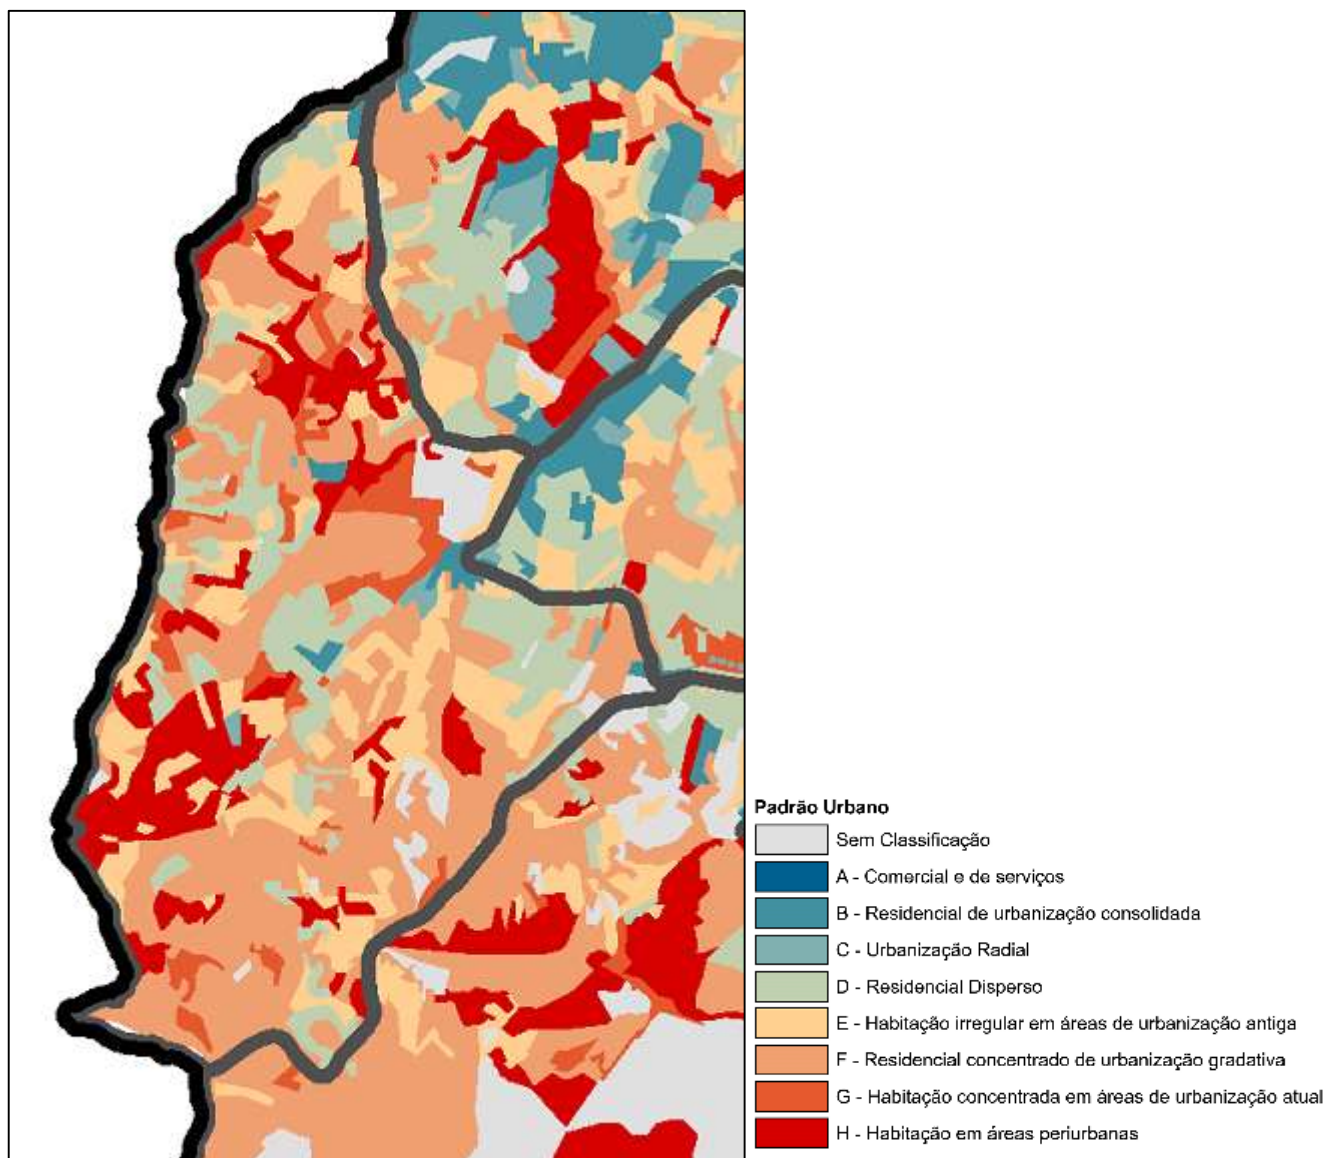 Padrão Urbano
Sem Classificação
A - Comercial e de serviços
B - Residencial de urbanização consolidada
C - Urbanização Radial
D - Residencial Disperso
E - Habitação irregular em áreas de urbanização antiga
F - Residencial concentrado de urbanização gradativa
G - Habitação concentrada em áreas de urbanização atual
H - Habitação em áreas periurbanas